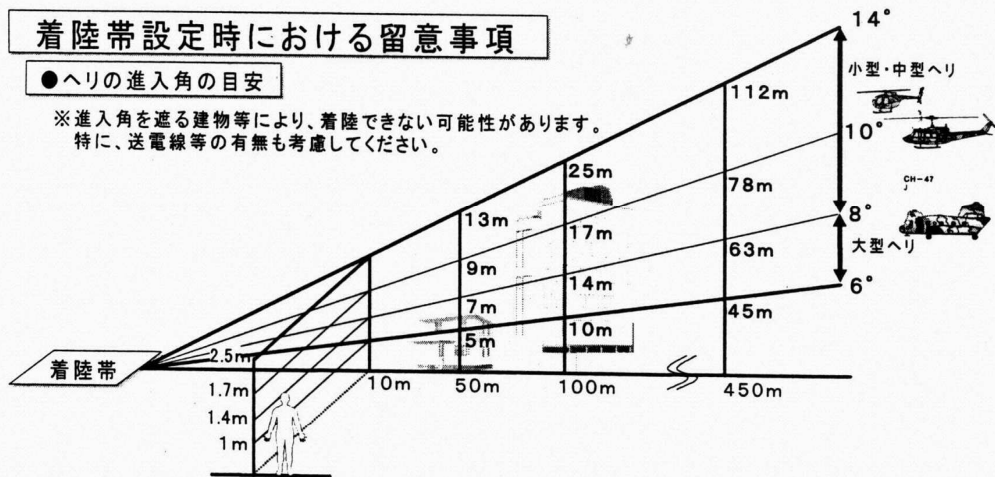 着陸帯設定時における留意事項
●ヘリの進入角の目安
※進入角を遮る建物等により、着陸できない可能性があります。
特に、送電線等の有無も考慮してください。
14°
小型・中型ヘリ
10°
CH-47
J
8°
大型ヘリ
6°
112m
78m
63m
45m
25m
17m
14m
10m
13m
9m
7m
5m
2.5m
1.7m
1.4m
1m
着陸帯
10m
50m
100m
450m